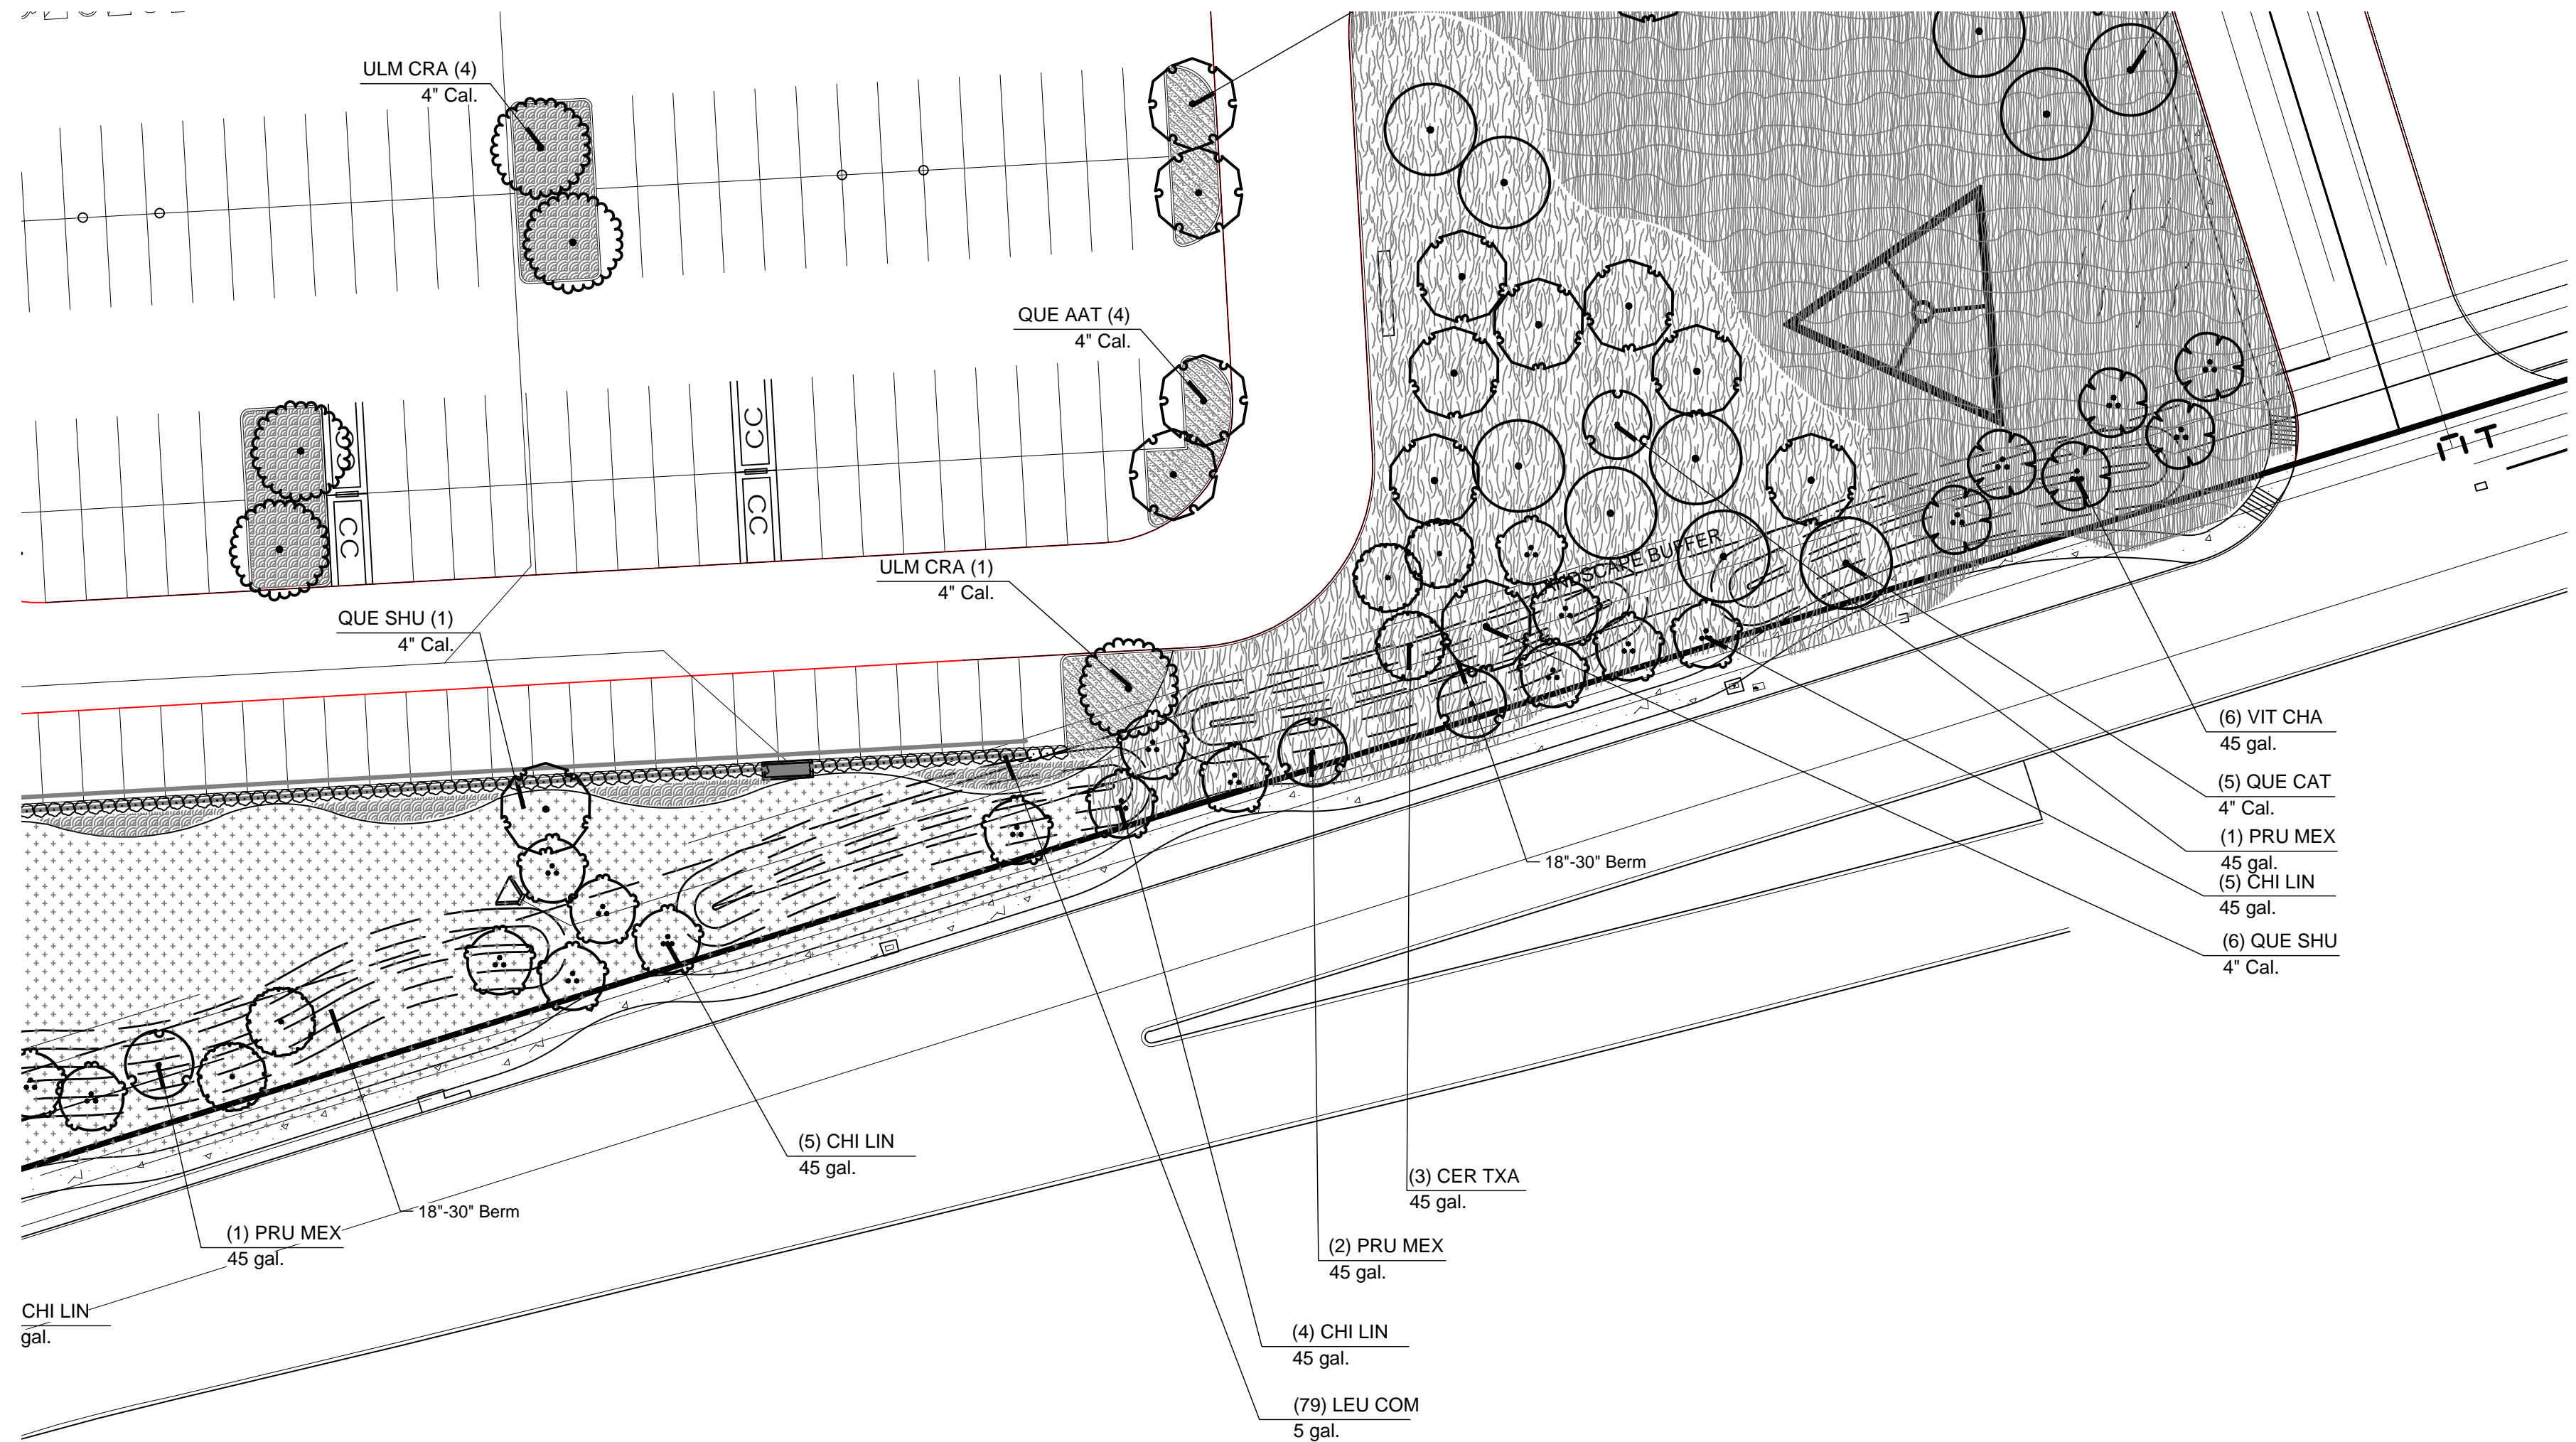 ULM CRA (4)
4" Cal.
QUE AAT (4)
4" Cal.
CC
CC
CC
ULM CRA (1)
4" Cal.
QUE SHU (1)
4" Cal.
LANDSCAPE BUFFER
(6) VIT CHA
45 gal.
(5) QUE CAT
4" Cal.
(1) PRU MEX
45 gal.
(5) CHI LIN
45 gal.
(6) QUE SHU
4" Cal.
18"-30" Berm
(5) CHI LIN
45 gal.
(3) CER TXA
45 gal.
18"-30" Berm
(1) PRU MEX
45 gal.
(2) PRU MEX
45 gal.
CHI LIN
gal.
(4) CHI LIN
45 gal.
(79) LEU COM
5 gal.